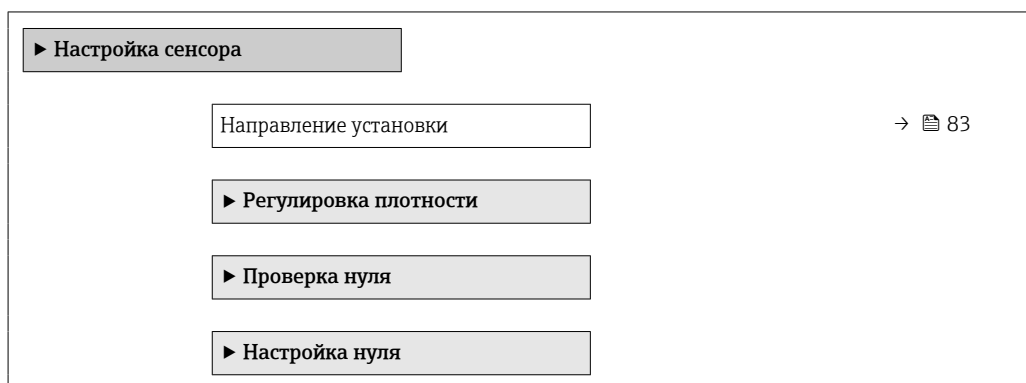 ▶ Настройка сенсора
Направление установки → 83
▶ Регулировка плотности
▶ Проверка нуля
▶ Настройка нуля